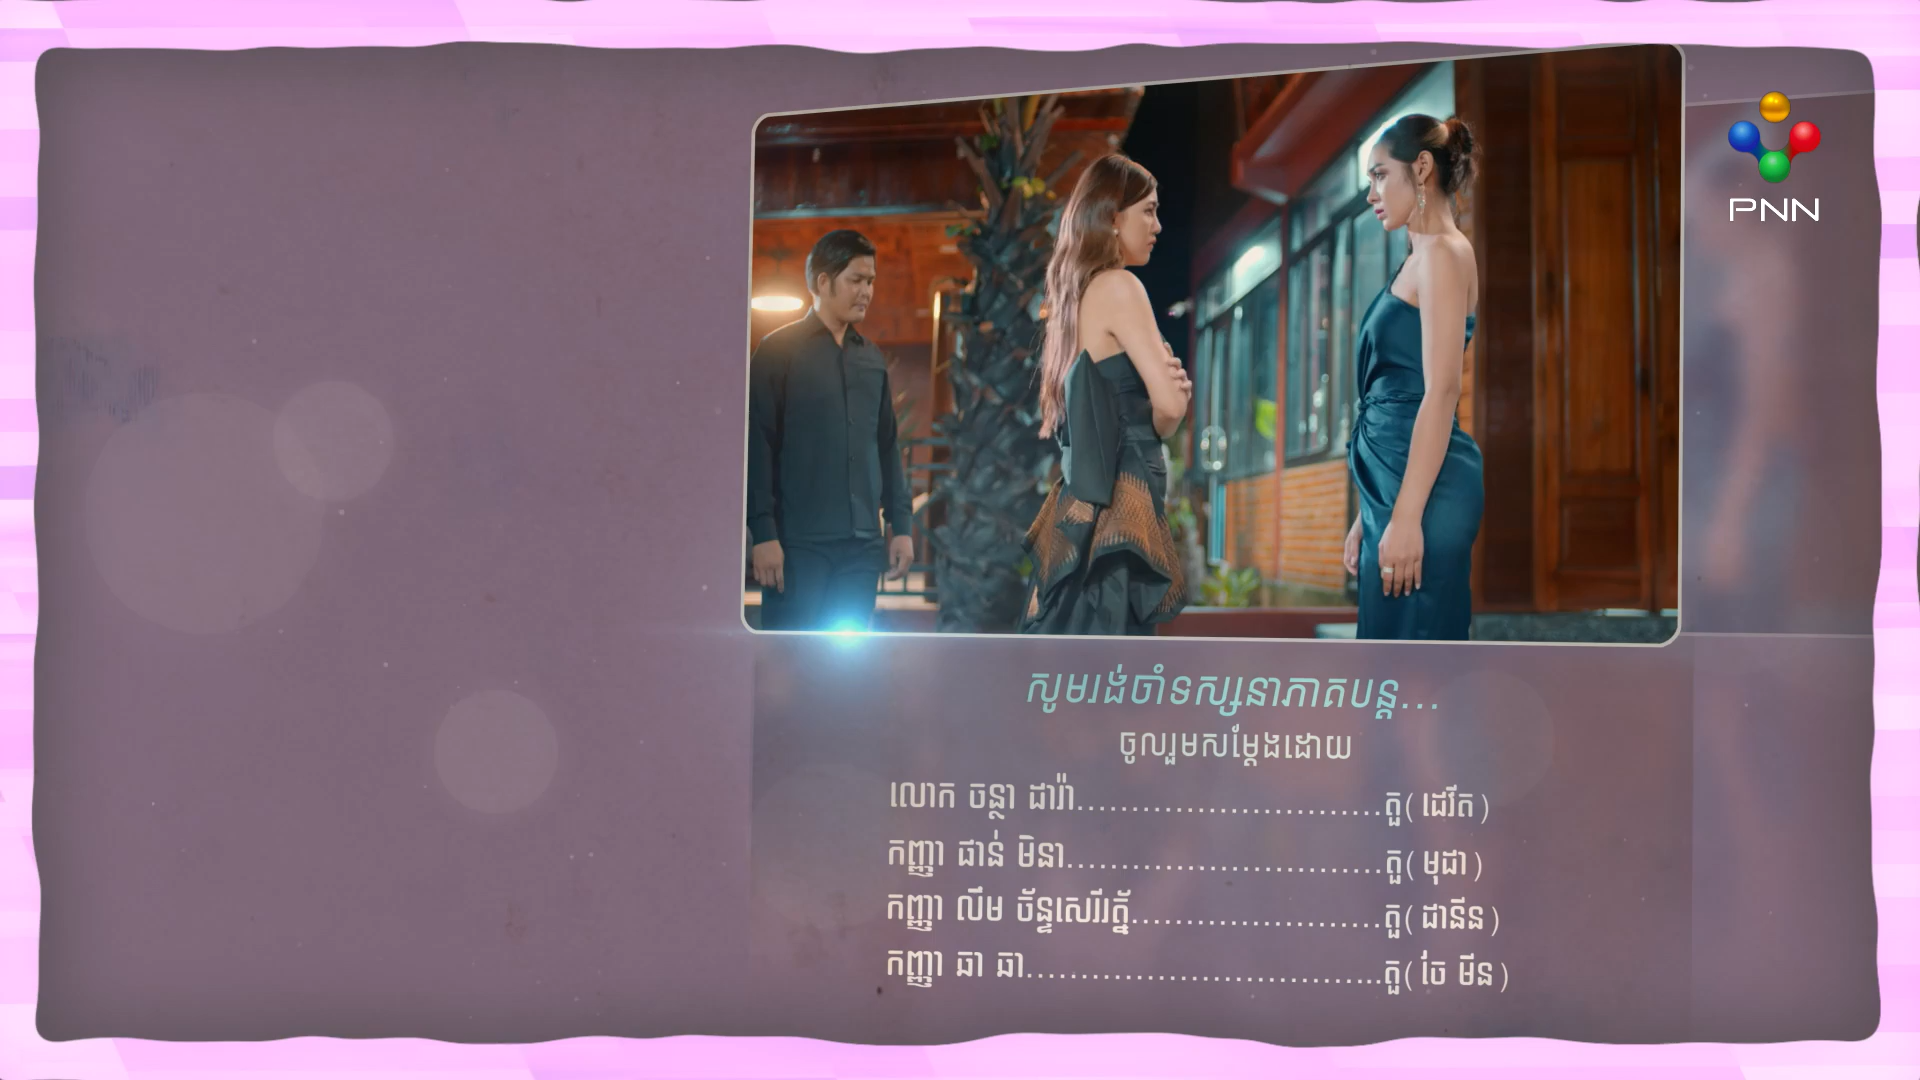 PNN
សូមរង់ចាំទស្សនាភាគបន្ត...
ចូលរួមសម្តែងដោយ
លោក ចន្ថា ដារ៉ា..................................តួ( ដេវីត )
កញ្ញា ផាន់ មិនា...................................តួ( មុដា )
កញ្ញា លឹម ច័ន្ទសេរីរត្ន័............................តួ( ដានីន )
កញ្ញា ឆា ឆា........................................តួ( ចែ មីន )